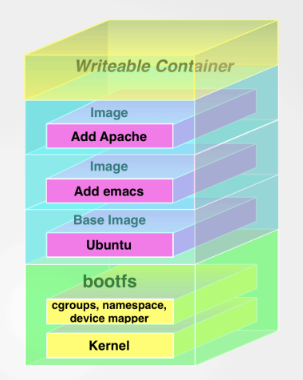 Writeable Container
Image
Add Apache
Image
Add emacs
Base Image
Ubuntu
bootfs
cgroups, namespace,
device mapper
Kernel